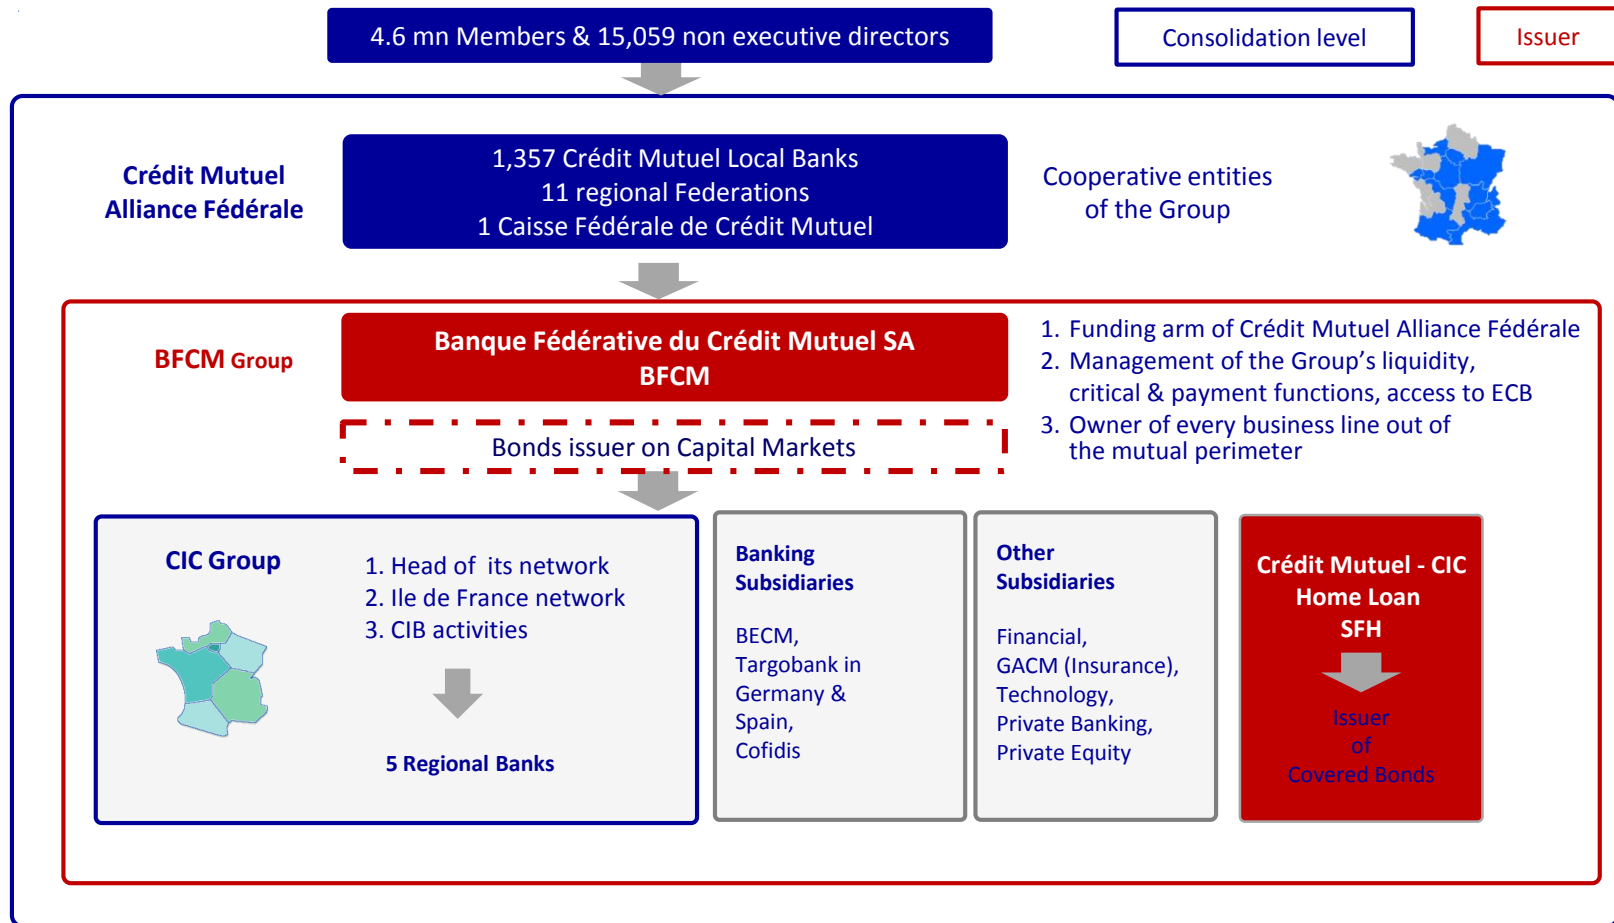 4.6 mn Members & 15,059 non executive directors
Consolidation level
Issuer
Crédit Mutuel
Alliance Fédérale
1,357 Crédit Mutuel Local Banks
11 regional Federations
1 Caisse Fédérale de Crédit Mutuel
Cooperative entities
of the Group
BFCM Group
Banque Fédérative du Crédit Mutuel SA
BFCM
1. Funding arm of Crédit Mutuel Alliance Fédérale
2. Management of the Group's liquidity,
critical & payment functions, access to ECB
3. Owner of every business line out of
the mutual perimeter
Bonds issuer on Capital Markets
CIC Group
1. Head of its network
2. Ile de France network
3. CIB activities
5 Regional Banks
Banking
Subsidiaries
BECM,
Targobank in
Germany &
Spain,
Cofidis
Other
Subsidiaries
Financial,
GACM (Insurance),
Technology,
Private Banking,
Private Equity
Crédit Mutuel - CIC
Home Loan
SFH
Issuer
of
Covered Bonds